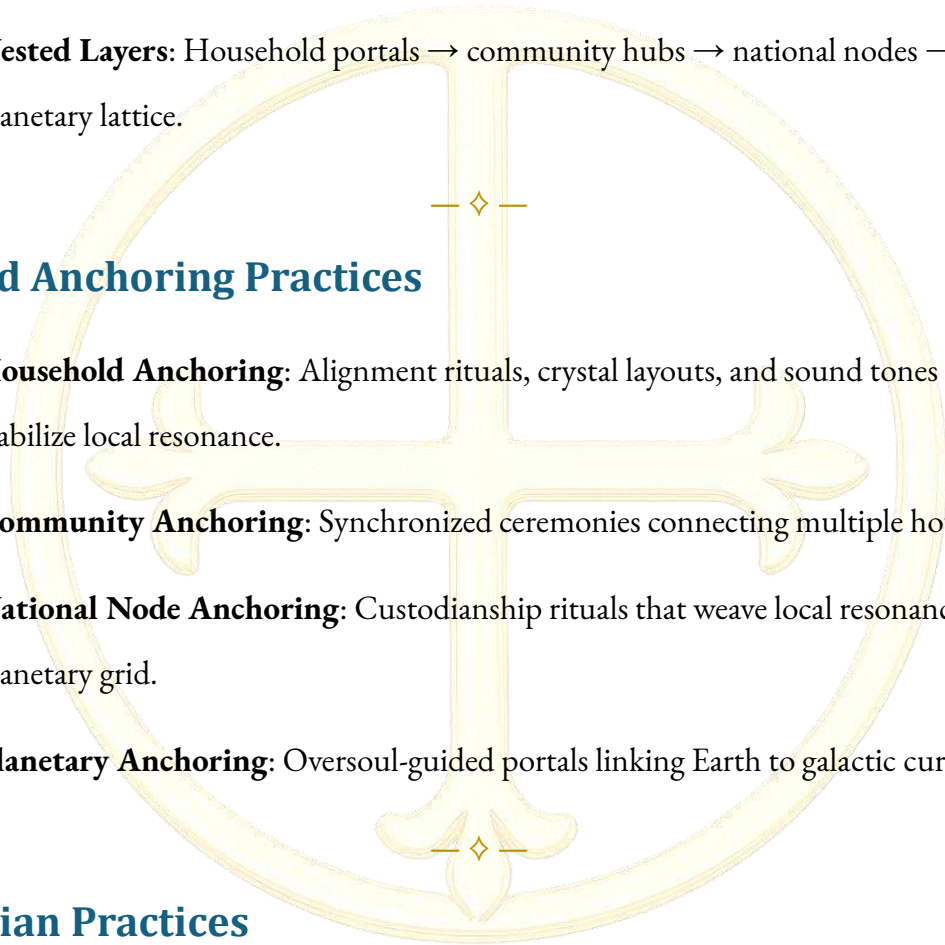 ested Layers: Household portals → community hubs → national nodes –
anetary lattice.
— ✧ —
d Anchoring Practices
ousehold Anchoring: Alignment rituals, crystal layouts, and sound tones
abilize local resonance.
ommunity Anchoring: Synchronized ceremonies connecting multiple ho
ational Node Anchoring: Custodianship rituals that weave local resonanc
anetary grid.
lanetary Anchoring: Oversoul-guided portals linking Earth to galactic cur
— ✧ —
ian Practices